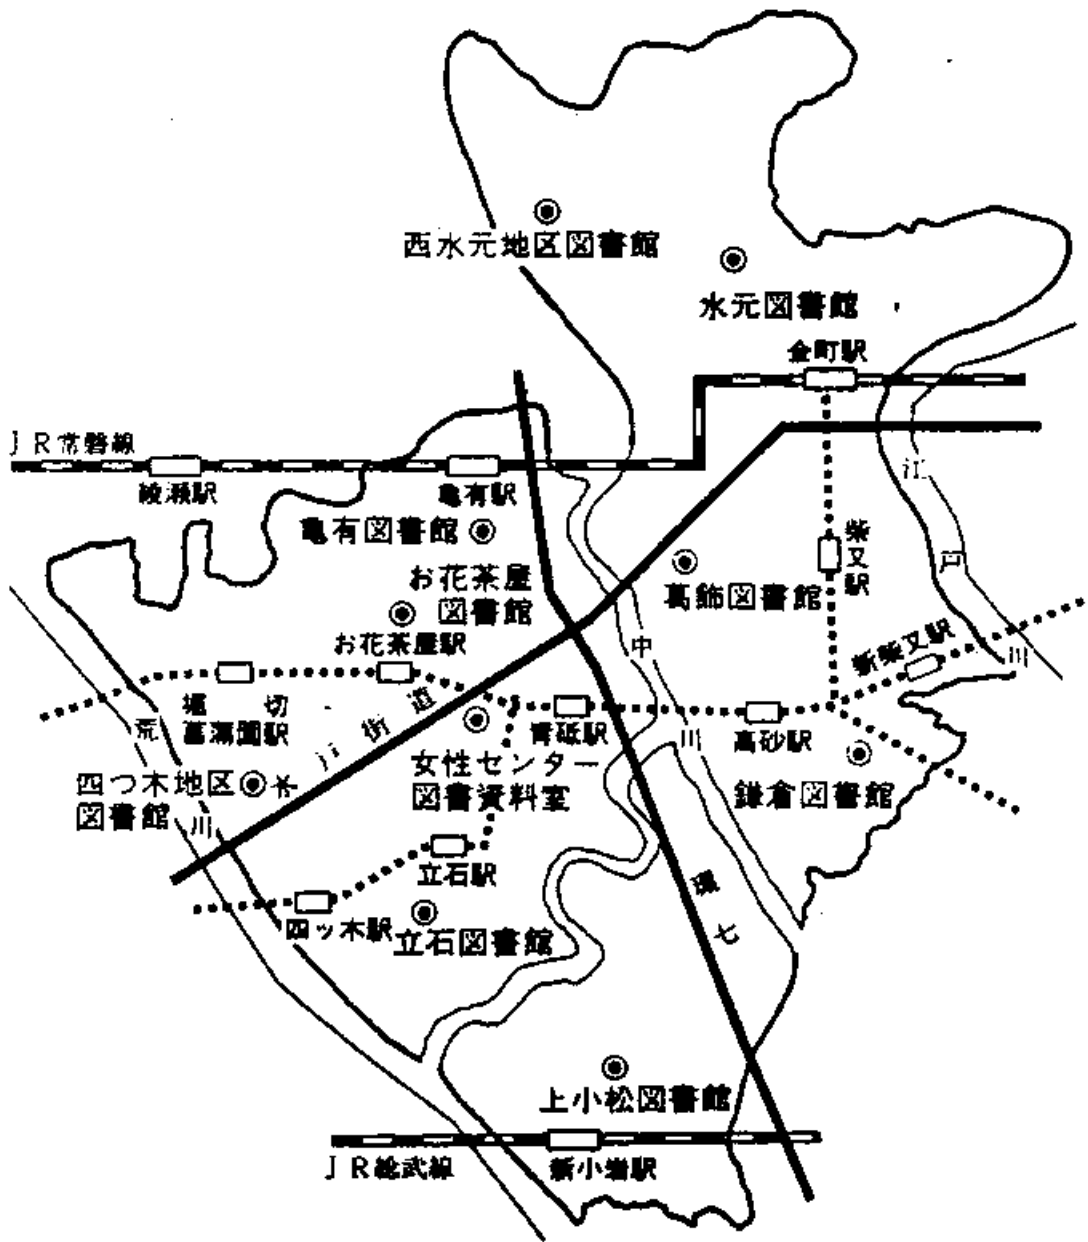 西水元地区図書館
水元図書館
金町駅
JR常磐線
綾瀬駅
亀有駅
江
亀有図書館
柴又駅
戸
お花茶屋
図書館
葛飾図書館
お花茶屋駅
中
新柴又駅
川
堀切
菖蒲園駅
道
荒
街
青砥駅
川
高砂駅
女性センター
図書資料室
四つ木地区
図書館
水
鎌倉図書館
川
立石駅
環
七
四ッ木駅
立石図書館
上小松図書館
JR総武線
新小岩駅